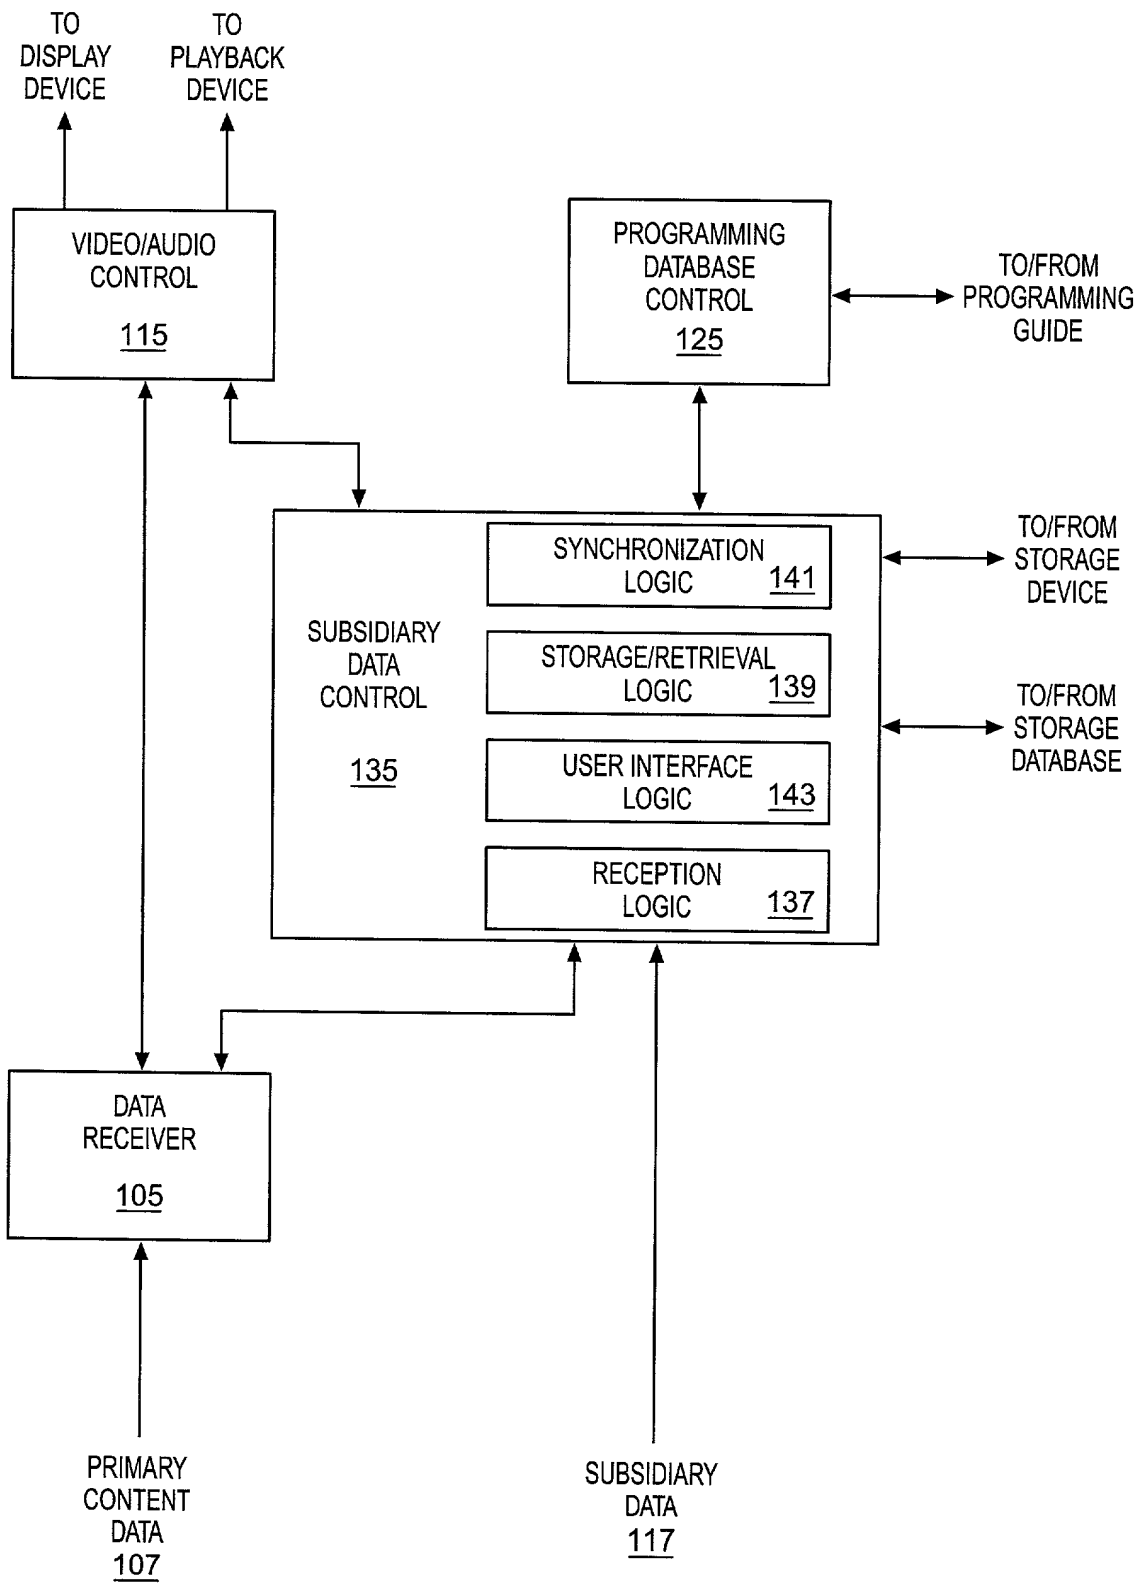 TO
DISPLAY
DEVICE
TO
PLAYBACK
DEVICE
VIDEO/AUDIO
CONTROL
115
PROGRAMMING
DATABASE
CONTROL
125
TO/FROM
PROGRAMMING
GUIDE
SUBSIDIARY
DATA
CONTROL
135
SYNCHRONIZATION
LOGIC 141
STORAGE/RETRIEVAL
LOGIC 139
USER INTERFACE
LOGIC 143
RECEPTION
LOGIC 137
TO/FROM
STORAGE
DEVICE
TO/FROM
STORAGE
DATABASE
DATA
RECEIVER
105
PRIMARY
CONTENT
DATA
107
SUBSIDIARY
DATA
117